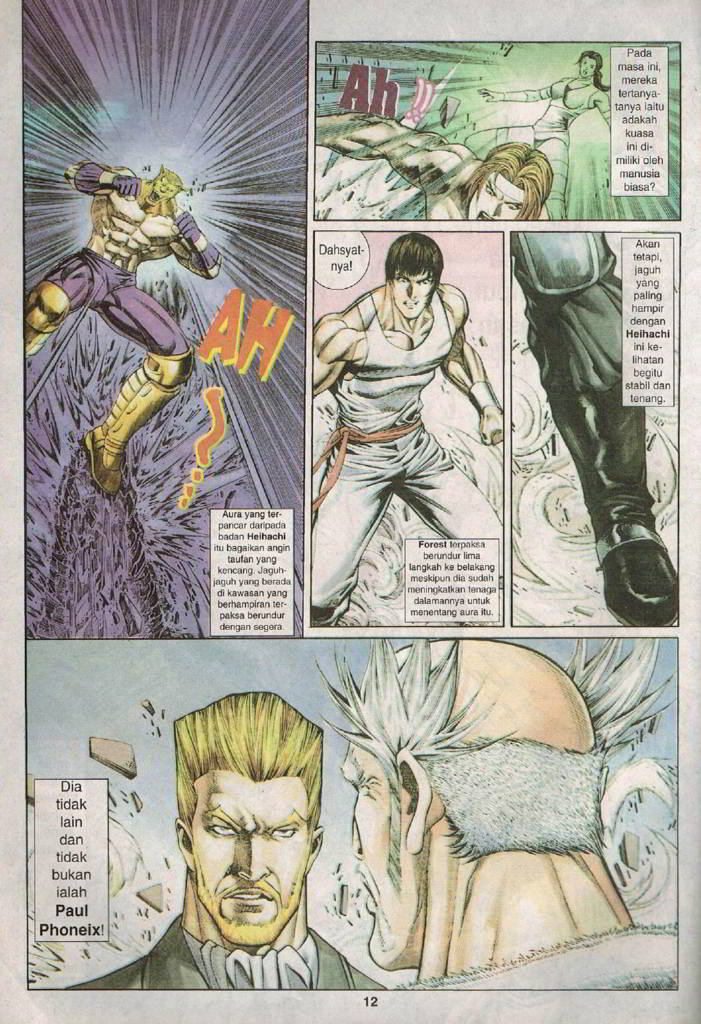 AH
~...
Aura yang ter-
pancar daripada
badan Heihachi
itu bagaikan angin
taufan yang
kencang. Jaguh-
jaguh yang berada
di kawasan yang
berhampiran ter-
paksa berundur
dengan segera.
Ah!!
Pada
masa ini,
mereka
tertanya-
tanya iaitu
adakah
kuasa
ini di-
miliki oleh
manusia
biasa?
Dahsyat-
nya!
Forest terpaksa
berundur lima
langkah ke belakang
meskipun dia sudah
meningkatkan tenaga
dalamannya untuk
menentang aura itu.
Akan
tetapi,
jaguh
yang
paling
hampir
dengan
Heihachi
ini ke-
lihatan
begitu
stabil dan
tenang.
Dia
tidak
lain
dan
tidak
bukan
ialah
Paul
Phoneix!
12